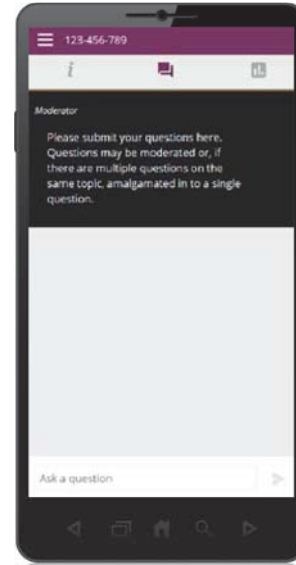 123-456-789
i
Moderator
Please submit your questions here.
Questions may be moderated or, if
there are multiple questions on the
same topic, amalgamated in to a single
question.
Ask a question